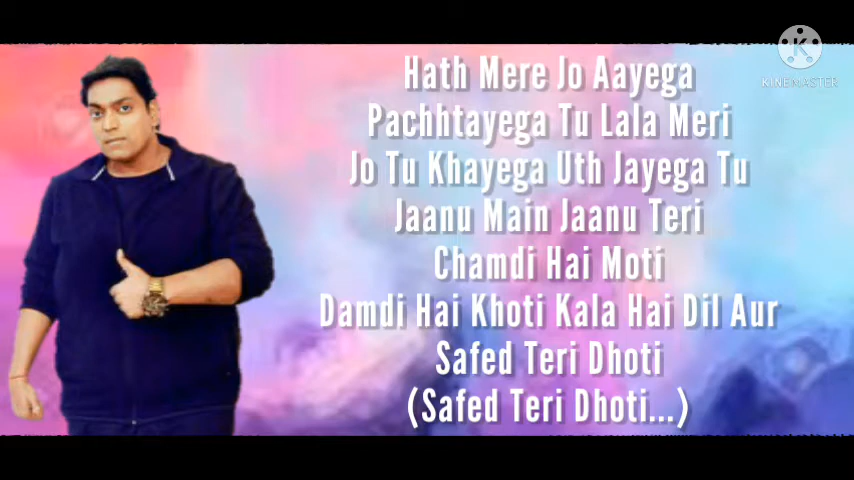 KINEMASTER
Hath Mere Jo Aayega
Pachhtayega Tu Lala Meri
Jo Tu Khayega Uth Jayega Tu
Jaanu Main Jaanu Teri
Chamdi Hai Moti
Damdi Hai Khoti Kala Hai Dil Aur
Safed Teri Dhoti
(Safed Teri Dhoti...)